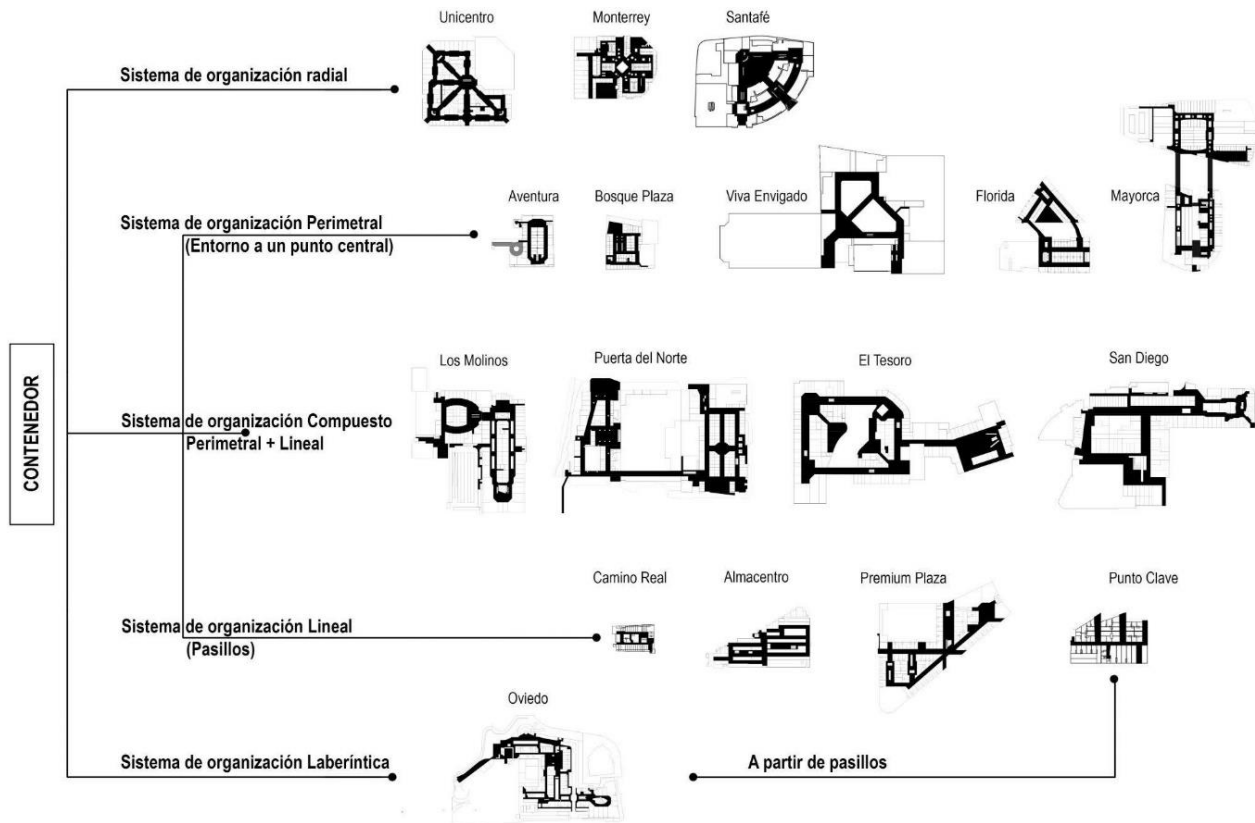 Unicentro
Monterrey
Santafé
Sistema de organización radial
Aventura
Bosque Plaza
Viva Envigado
Florida
Mayorca
Sistema de organización Perimetral
(Entorno a un punto central)
CONTENEDOR
Los Molinos
Puerta del Norte
El Tesoro
San Diego
Sistema de organización Compuesto
Perimetral + Lineal
Camino Real
Almacentro
Premium Plaza
Punto Clave
Sistema de organización Lineal
(Pasillos)
Oviedo
Sistema de organización Laberíntica
A partir de pasillos